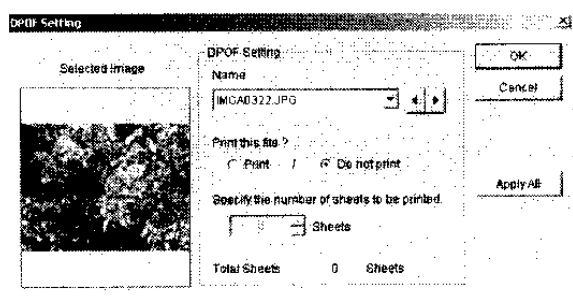 DPOF Setting
Selected Image
DPOF Setting
Name
IMGA0322.JPG
Print this file ?
Print / Do not print
Specify the number of sheets to be printed.
0 Sheets
Total Sheets 0 Sheets
OK
Cancel
Apply All